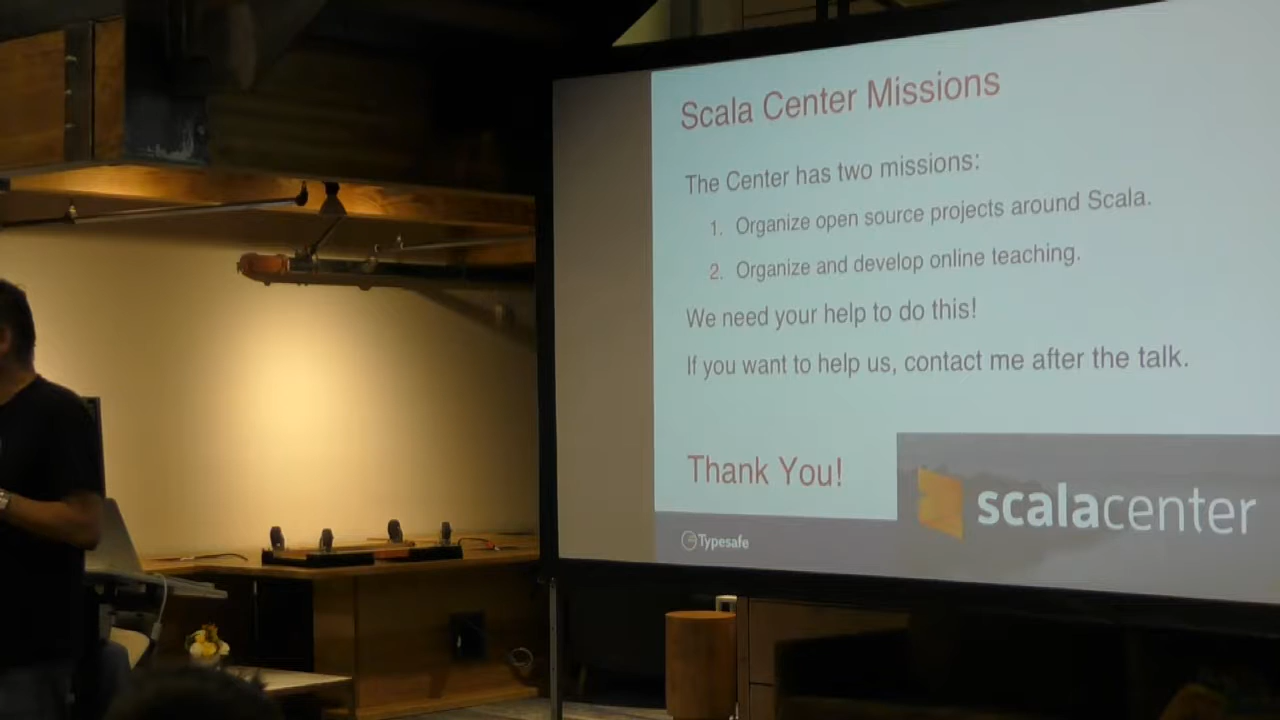 Scala Center Missions
The Center has two missions:
1. Organize open source projects around Scala.
2. Organize and develop online teaching.
We need your help to do this!
If you want to help us, contact me after the talk.
Thank You!
scalacenter
Typesafe